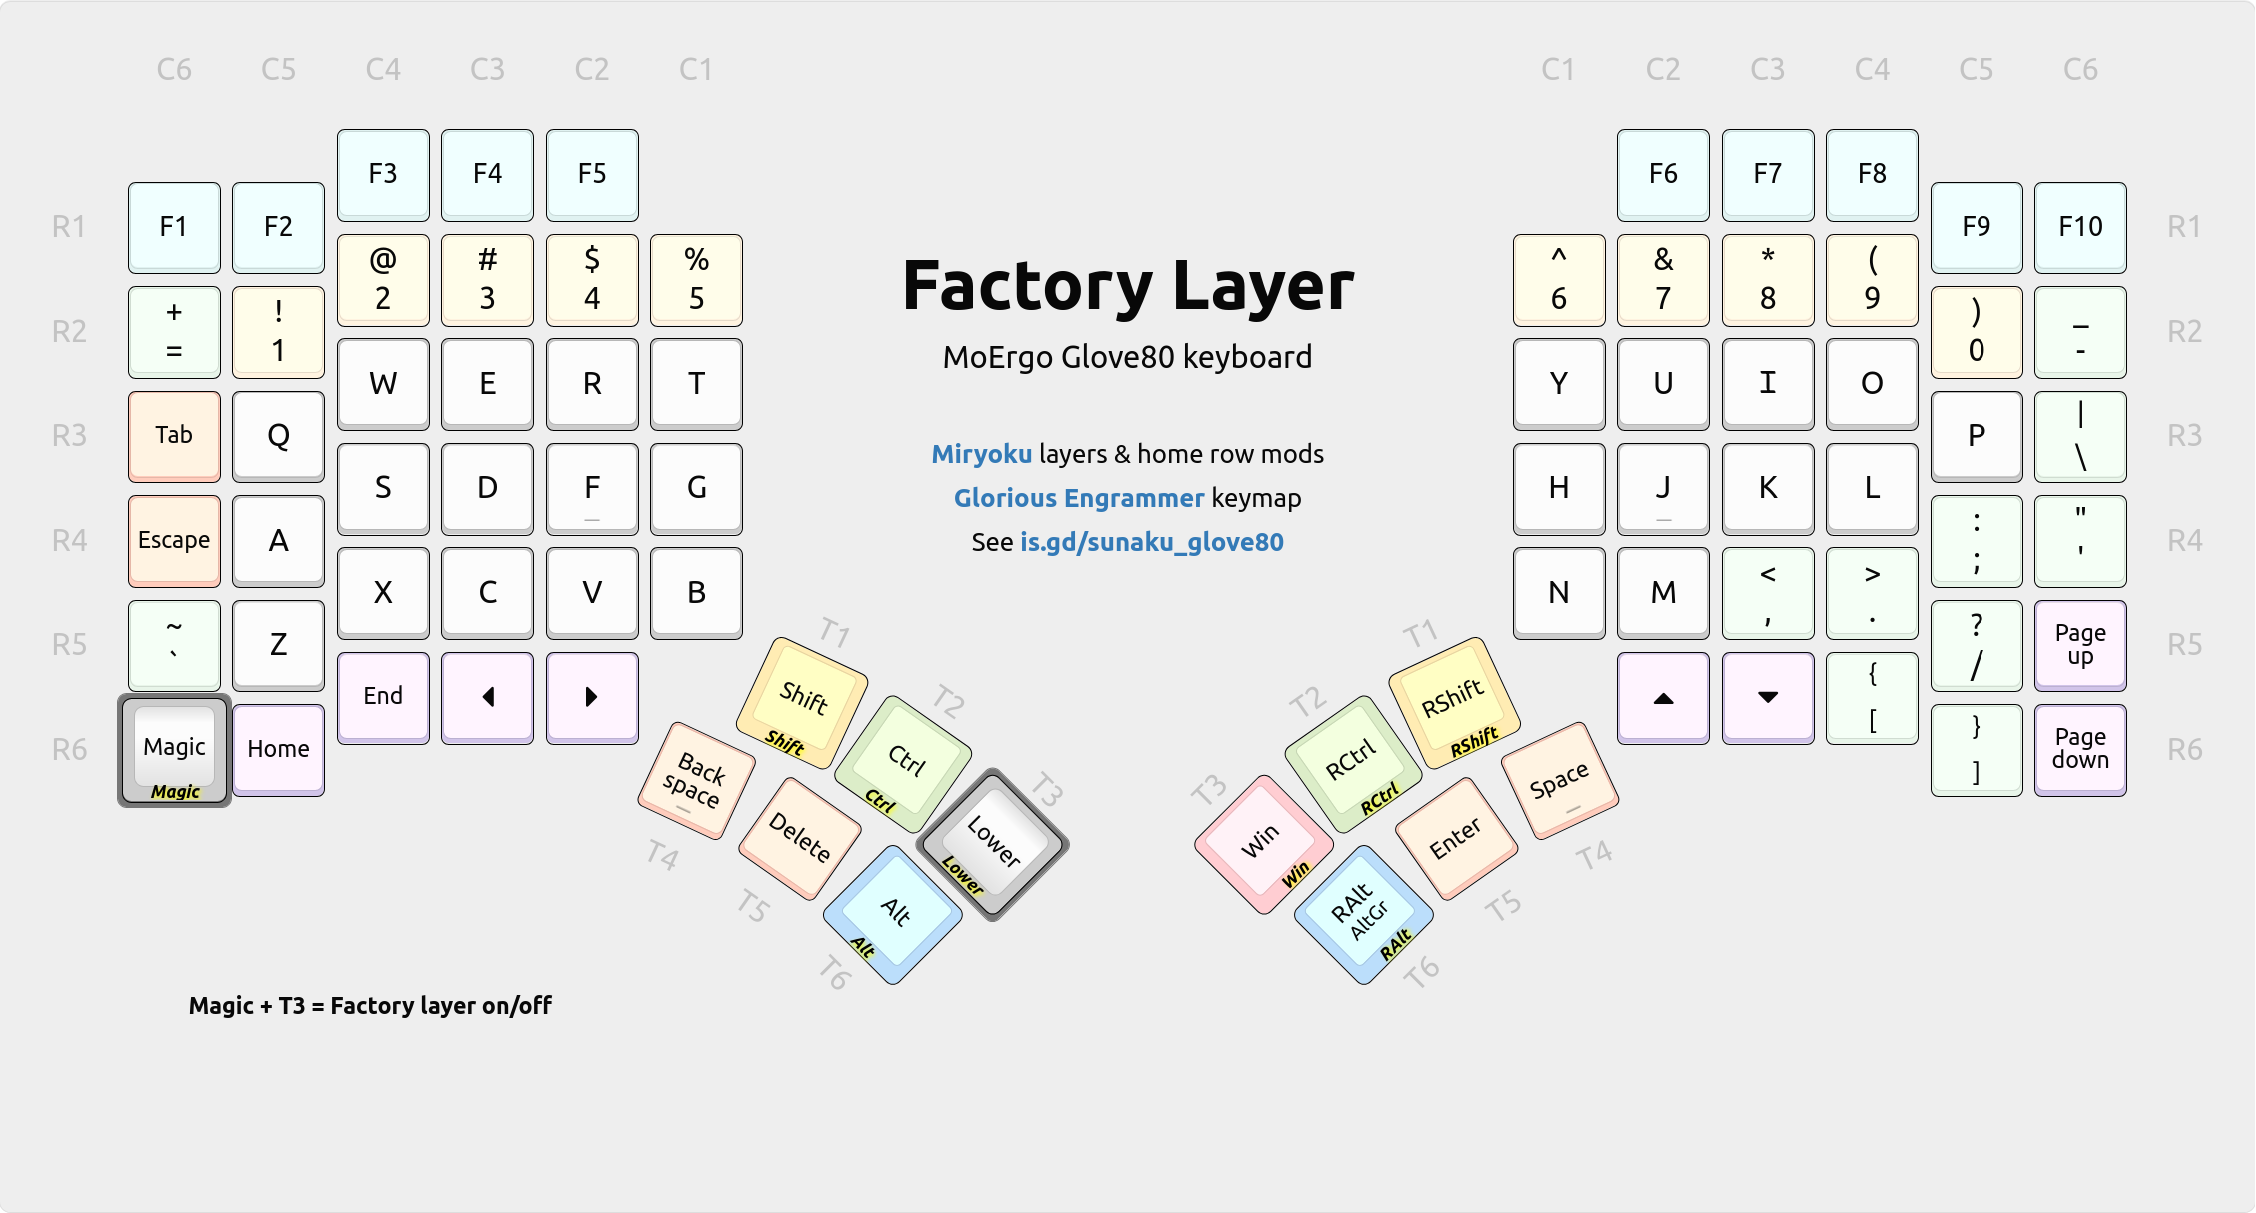 C6 C5 C4 C3 C2 C1 C1 C2 C3 C4 C5 C6
F3 F4 F5 F6 F7 F8
R1 F1 F2 F9 F10 R1
@ # $ % ^ & * (
2 3 4 5 6 7 8 9
Factory Layer
+ ! ) _
R2 R2
= 1 0 -
MoErgo Glove80 keyboard
W E R T Y U I O
|
R3 Tab Q P R3
\
Miryoku layers & home row mods
S D F G H J K L
_ _
Glorious Engrammer keymap
: "
R4 Escape A R4
; '
See is.gd/sunaku_glove80
X C V B N M < >
, .
~ ? Page
R5 Z R5
` / up
T1 T1
End ◀ ▶ Shift RShift ▲ ▼ {
[
Shift RShift
T2 T2
R6 Magic Home } Page R6
] down
Magic
Back Ctrl RCtrl Space
space
_ _
Ctrl RCtrl
T3 T3
Delete Lower Win Enter
Lower Win
T4 T4
Alt RAlt
AltGr
Alt RAlt
T5 T5
T6 T6
Magic + T3 = Factory layer on/off